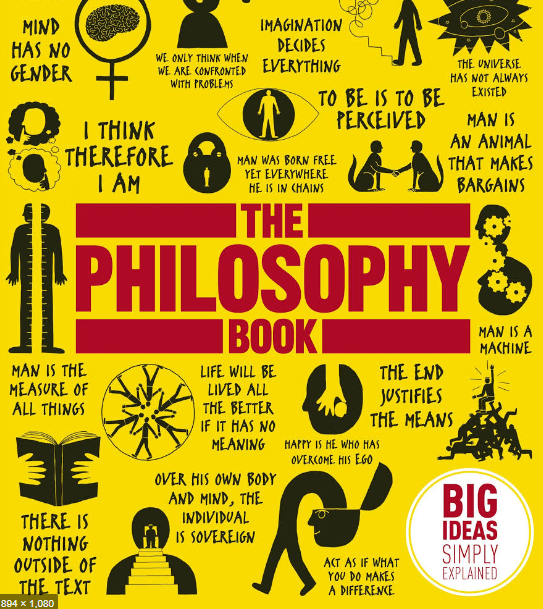 MIND
HAS NO
GENDER
WE ONLY THINK WHEN
WE ARE CONFRONTED
WITH PROBLEMS
IMAGINATION
DECIDES
EVERYTHING
THE UNIVERSE
HAS NOT ALWAYS
EXISTED
I THINK
THEREFORE
I AM
TO BE IS TO BE
PERCEIVED
MAN WAS BORN FREE
YET EVERYWHERE
HE IS IN CHAINS
MAN IS
AN ANIMAL
THAT MAKES
BARGAINS
THE
PHILOSOPHY
BOOK
MAN IS A
MACHINE
MAN IS THE
MEASURE OF
ALL THINGS
LIFE WILL BE
LIVED ALL
THE BETTER
IF IT HAS NO
MEANING
HAPPY IS HE WHO HAS
OVERCOME HIS EGO
THE END
JUSTIFIES
THE MEANS
OVER HIS OWN BODY
AND MIND, THE
INDIVIDUAL
IS SOVEREIGN
THERE IS
NOTHING
OUTSIDE OF
THE TEXT
ACT AS IF WHAT
YOU DO MAKES
A DIFFERENCE
BIG
IDEAS
SIMPLY
EXPLAINED
894 × 1,080